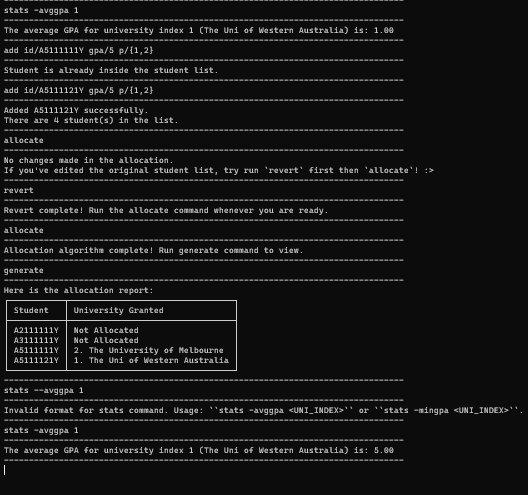 stats -avggpa 1
The average GPA for university index 1 (The Uni of Western Australia) is: 1.00
add id/A5111111Y gpa/5 p/{1,2}
Student is already inside the student list.
add id/A5111121Y gpa/5 p/{1,2}
Added A5111121Y successfully.
There are 4 student(s) in the list.
allocate
No changes made in the allocation.
If you've edited the original student list, try run `revert` first then `allocate`! :>
revert
Revert complete! Run the allocate command whenever you are ready.
allocate
Allocation algorithm complete! Run generate command to view.
generate
Here is the allocation report:
Student University Granted
A2111111Y Not Allocated
A3111111Y Not Allocated
A5111111Y 2. The University of Melbourne
A5111121Y 1. The Uni of Western Australia
stats --avggpa 1
Invalid format for stats command. Usage: ``stats -avggpa <UNI_INDEX>`` or ``stats -mingpa <UNI_INDEX>``.
stats -avggpa 1
The average GPA for university index 1 (The Uni of Western Australia) is: 5.00